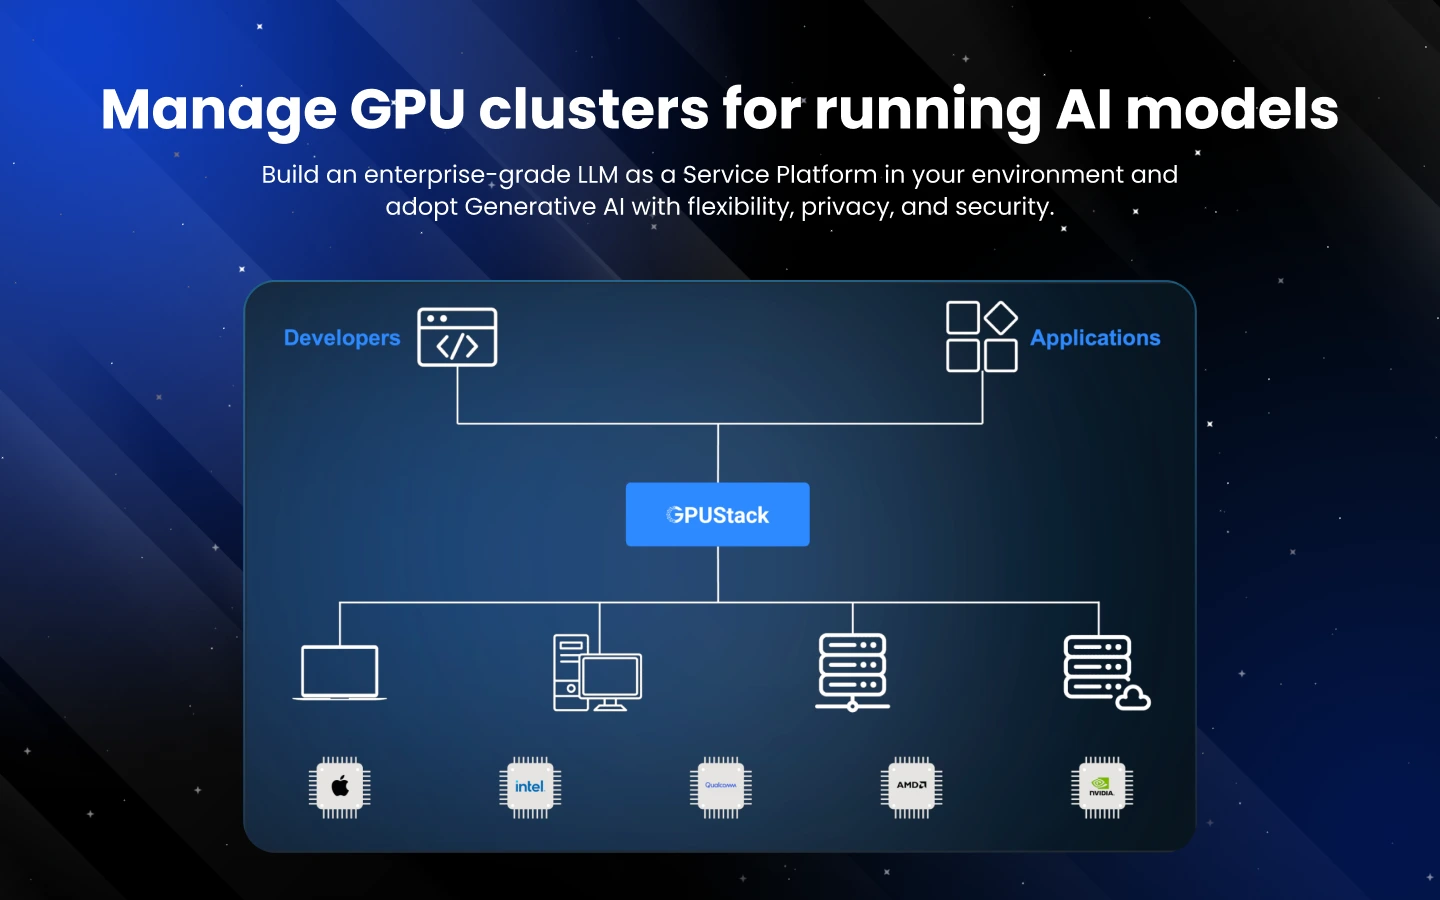 Manage GPU clusters for running AI models
Build an enterprise-grade LLM as a Service Platform in your environment and
adopt Generative AI with flexibility, privacy, and security.
Developers
</>
Applications
GPUStack
intel
Qualcomm
AMD
NVIDIA